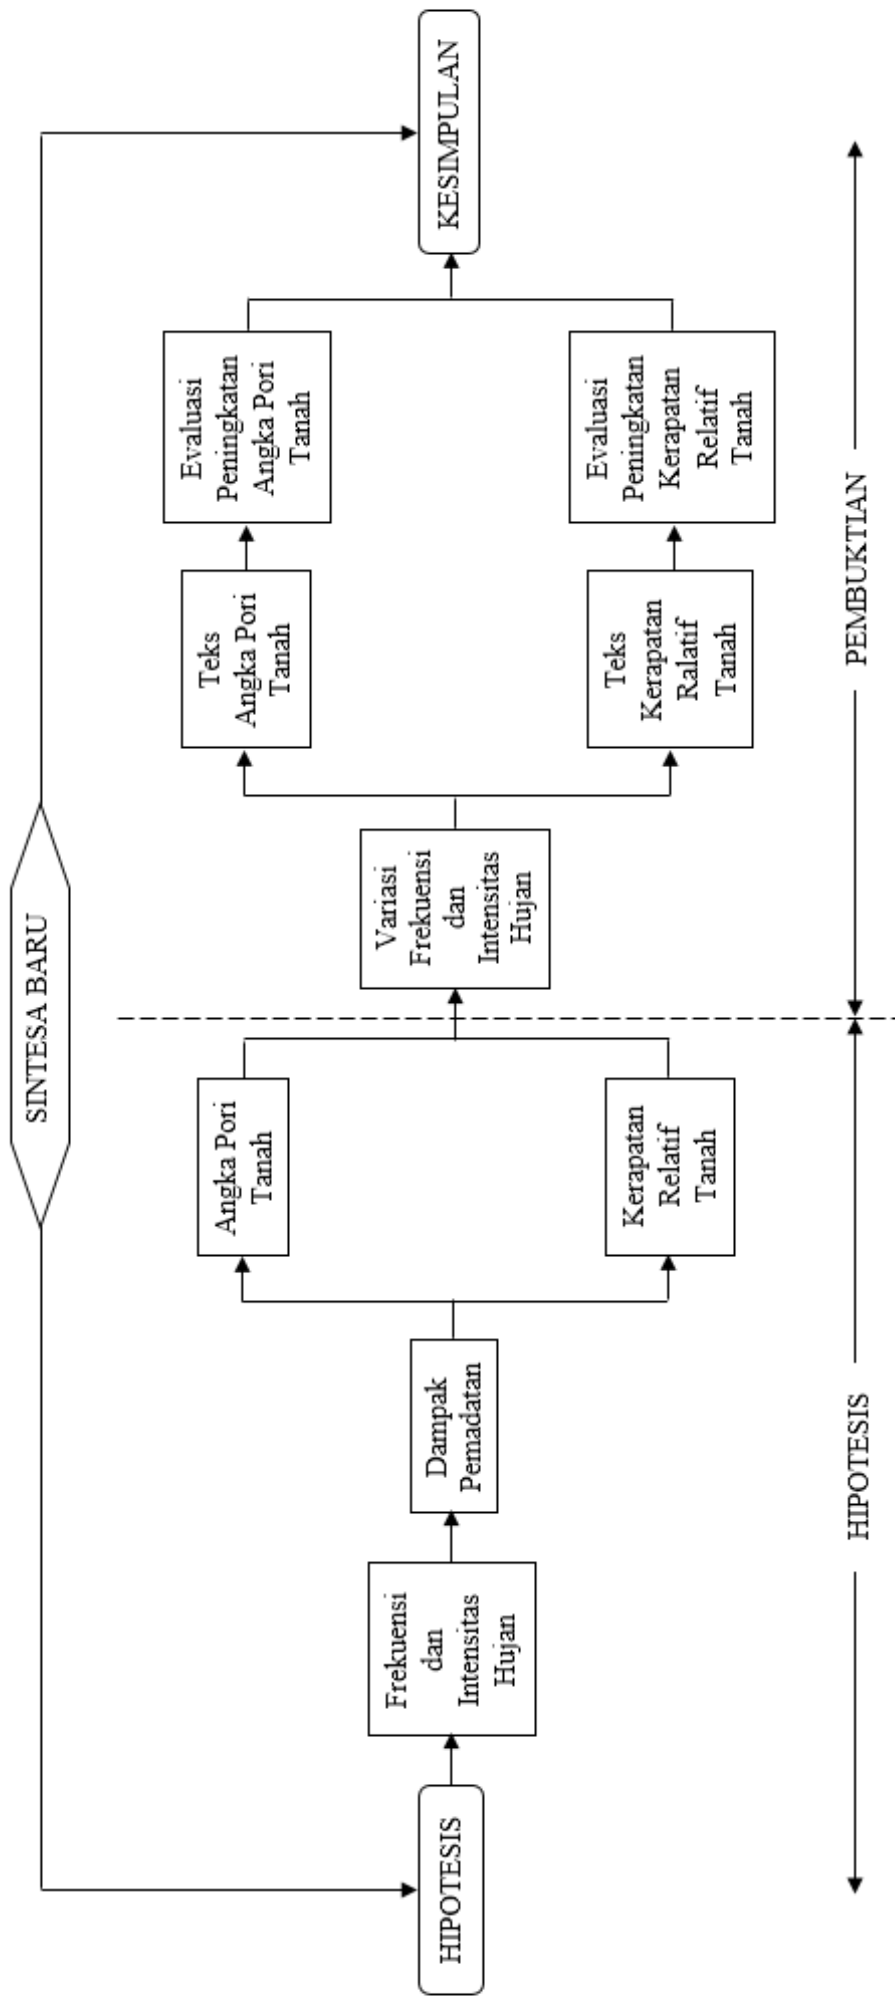 SINTESA BARU
HIPOTESIS
Frekuensi
dan
Intensitas
Hujan
Dampak
Pemadatan
Angka Pori
Tanah
Kerapatan
Relatif
Tanah
Variasi
Frekuensi
dan
Intensitas
Hujan
Teks
Angka Pori
Tanah
Teks
Kerapatan
Ralatif
Tanah
Evaluasi
Peningkatan
Angka Pori
Tanah
Evaluasi
Peningkatan
Kerapatan
Relatif
Tanah
KESIMPULAN
HIPOTESIS
PEMBUKTIAN